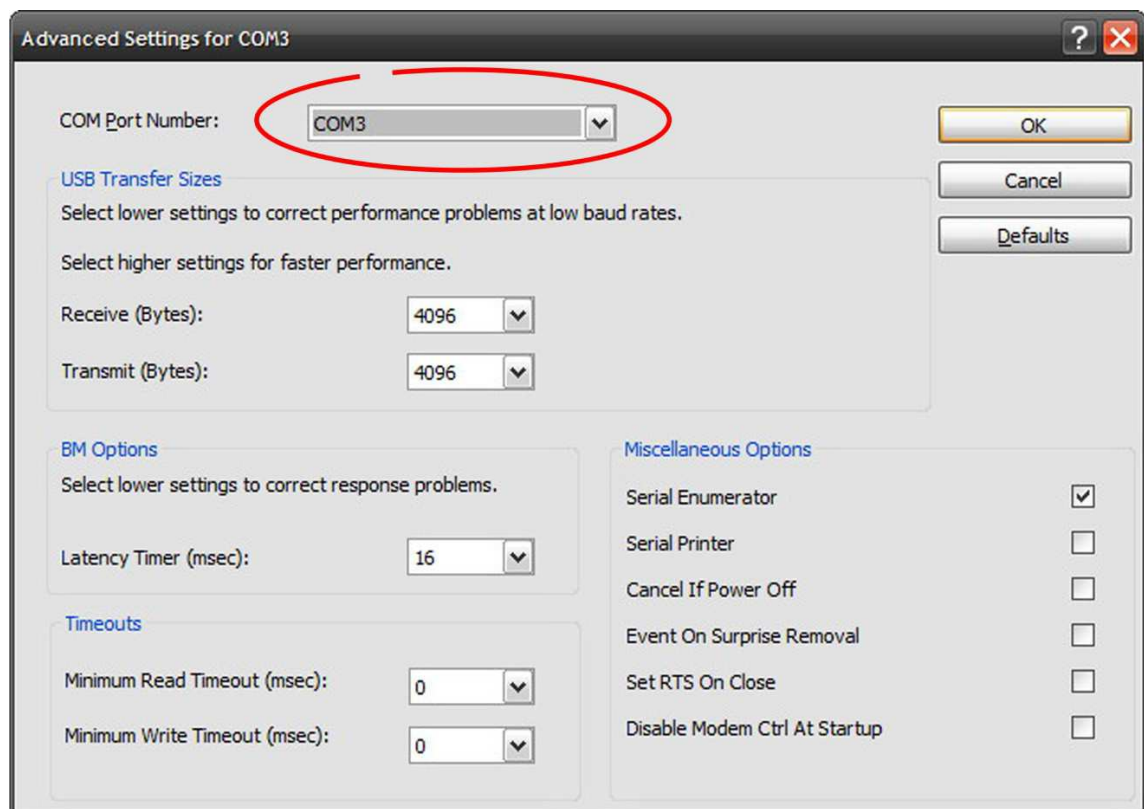 Advanced Settings for COM3
COM Port Number:
COM3
OK
USB Transfer Sizes
Cancel
Select lower settings to correct performance problems at low baud rates.
Defaults
Select higher settings for faster performance.
Receive (Bytes):
4096
Transmit (Bytes):
4096
BM Options
Select lower settings to correct response problems.
Latency Timer (msec):
16
Timeouts
Minimum Read Timeout (msec):
0
Minimum Write Timeout (msec):
0
Miscellaneous Options
Serial Enumerator
Serial Printer
Cancel If Power Off
Event On Surprise Removal
Set RTS On Close
Disable Modem Ctrl At Startup